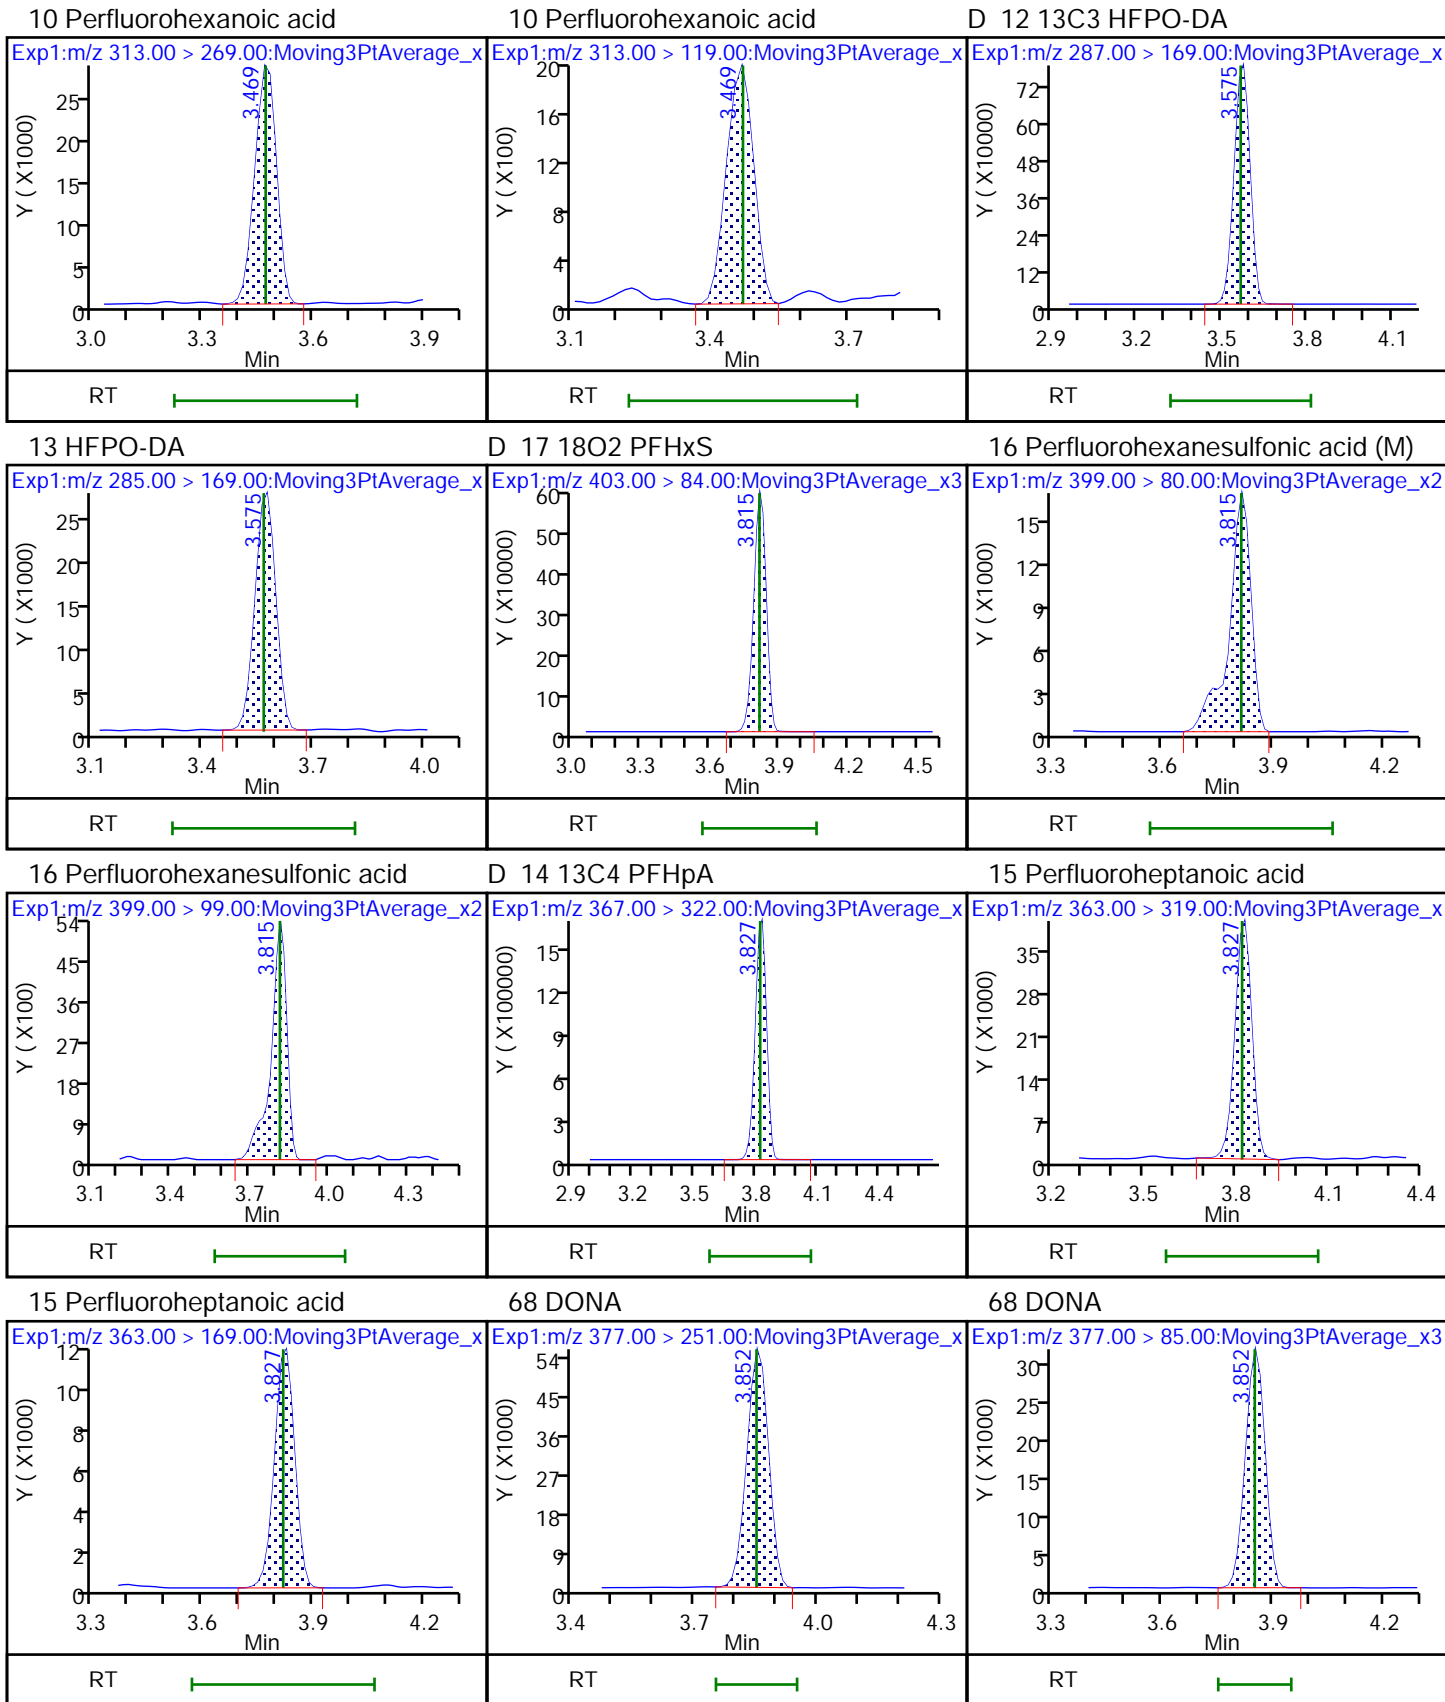 10 Perfluorohexanoic acid
Exp1:m/z 313.00 > 269.00:Moving3PtAverage_x
Y ( X1000)
25
20
15
10
5
0
3.469
3.0 3.3 3.6 3.9
Min
RT
10 Perfluorohexanoic acid
Exp1:m/z 313.00 > 119.00:Moving3PtAverage_x
Y ( X100)
20
16
12
8
4
0
3.469
3.1 3.4 3.7
Min
RT
D 12 13C3 HFPO-DA
Exp1:m/z 287.00 > 169.00:Moving3PtAverage_x
Y ( X10000)
72
60
48
36
24
12
0
3.575
2.9 3.2 3.5 3.8 4.1
Min
RT
13 HFPO-DA
Exp1:m/z 285.00 > 169.00:Moving3PtAverage_x
Y ( X1000)
25
20
15
10
5
0
3.575
3.1 3.4 3.7 4.0
Min
RT
D 17 18O2 PFHxS
Exp1:m/z 403.00 > 84.00:Moving3PtAverage_x3
Y ( X10000)
60
50
40
30
20
10
0
3.815
3.0 3.3 3.6 3.9 4.2 4.5
Min
RT
16 Perfluorohexanesulfonic acid (M)
Exp1:m/z 399.00 > 80.00:Moving3PtAverage_x2
Y ( X1000)
15
12
9
6
3
0
3.815
3.3 3.6 3.9 4.2
Min
RT
16 Perfluorohexanesulfonic acid
Exp1:m/z 399.00 > 99.00:Moving3PtAverage_x2
Y ( X100)
54
45
36
27
18
9
0
3.815
3.1 3.4 3.7 4.0 4.3
Min
RT
D 14 13C4 PFHpA
Exp1:m/z 367.00 > 322.00:Moving3PtAverage_x
Y ( X100000)
15
12
9
6
3
0
3.827
2.9 3.2 3.5 3.8 4.1 4.4
Min
RT
15 Perfluoroheptanoic acid
Exp1:m/z 363.00 > 319.00:Moving3PtAverage_x
Y ( X1000)
35
28
21
14
7
0
3.827
3.2 3.5 3.8 4.1 4.4
Min
RT
15 Perfluoroheptanoic acid
Exp1:m/z 363.00 > 169.00:Moving3PtAverage_x
Y ( X1000)
12
10
8
6
4
2
0
3.827
3.3 3.6 3.9 4.2
Min
RT
68 DONA
Exp1:m/z 377.00 > 251.00:Moving3PtAverage_x
Y ( X1000)
54
45
36
27
18
9
0
3.852
3.4 3.7 4.0 4.3
Min
RT
68 DONA
Exp1:m/z 377.00 > 85.00:Moving3PtAverage_x3
Y ( X1000)
30
25
20
15
10
5
0
3.852
3.3 3.6 3.9 4.2
Min
RT